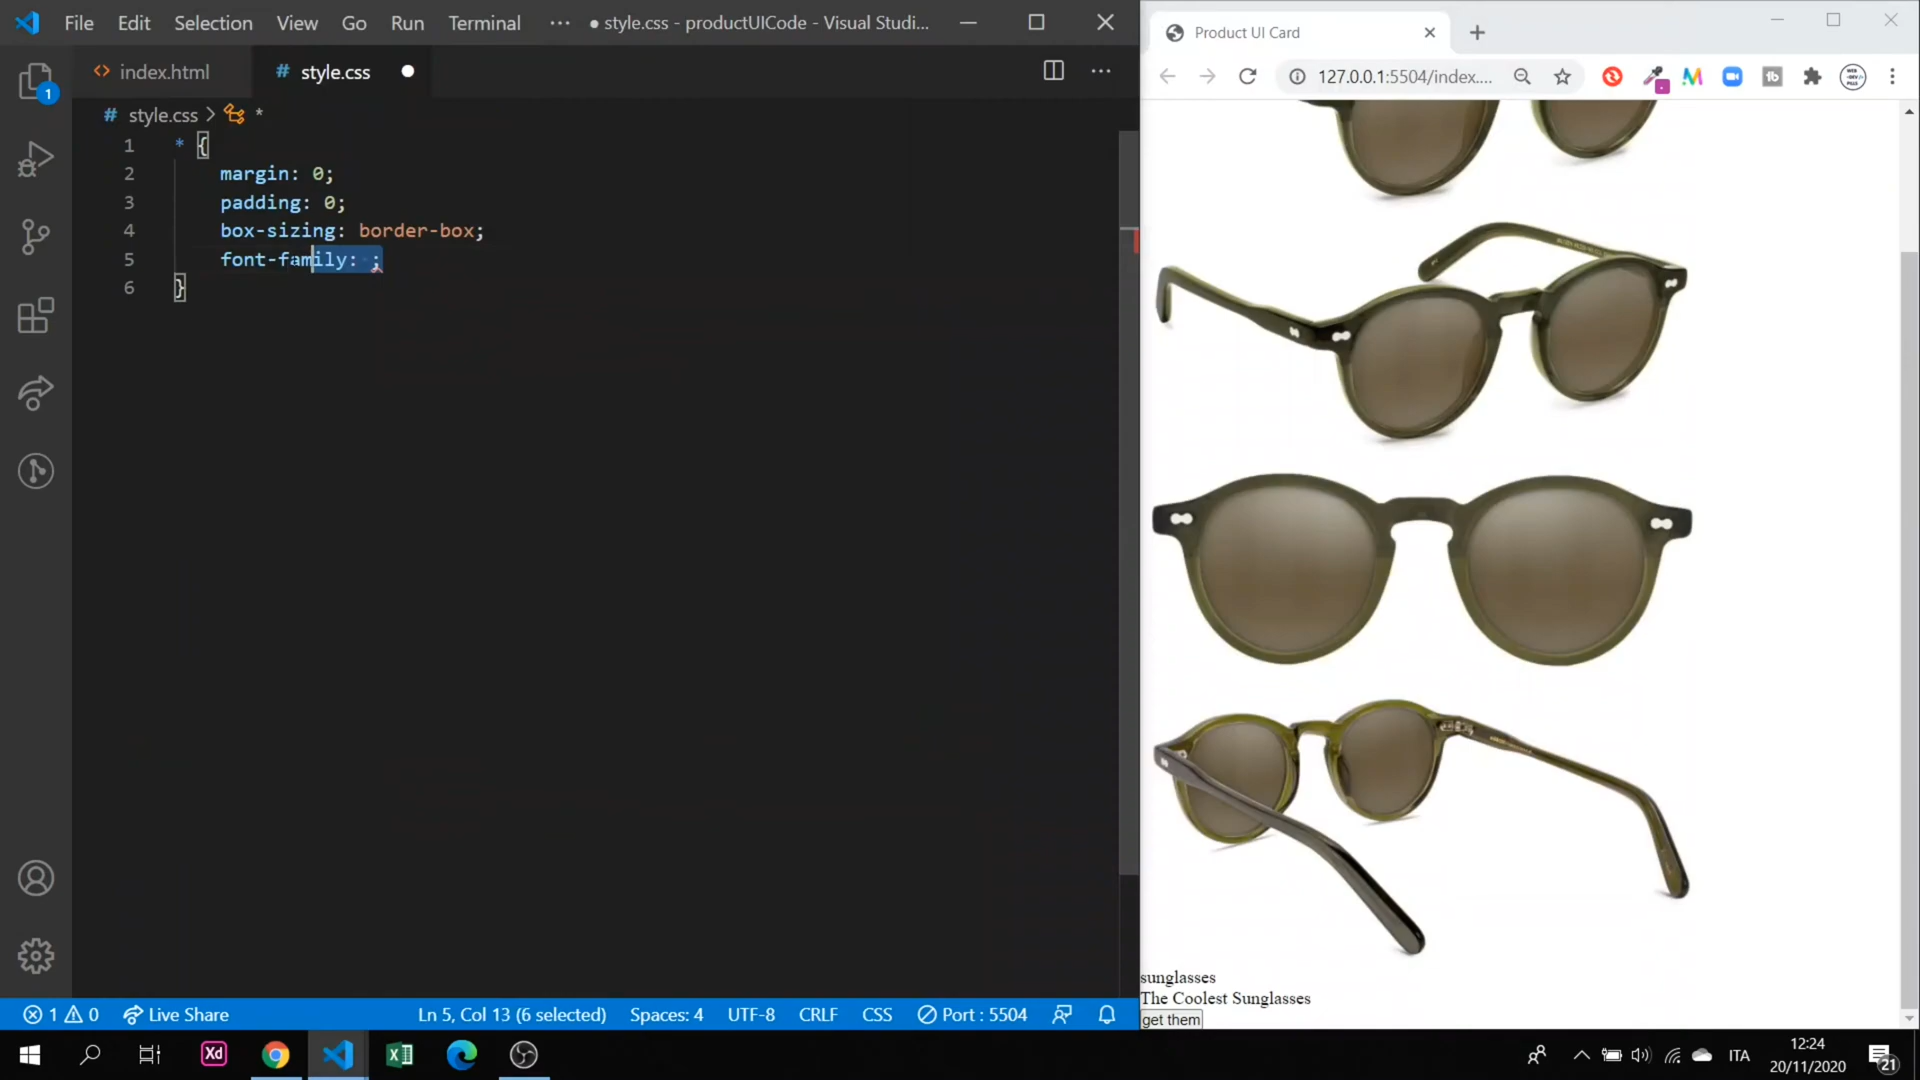 File Edit Selection View Go Run Terminal ··· ● style.css - productUICode - Visual Studi...
Product UI Card
index.html
# style.css
127.0.0.1:5504/index....
# style.css > *
1 * {
2 margin: 0;
3 padding: 0;
4 box-sizing: border-box;
5 font-family: ;
6 }
1
sunglasses
The Coolest Sunglasses
get them
1 0 Live Share Ln 5, Col 13 (6 selected) Spaces: 4 UTF-8 CRLF CSS Port : 5504
Xd
ITA
12:24
20/11/2020
21